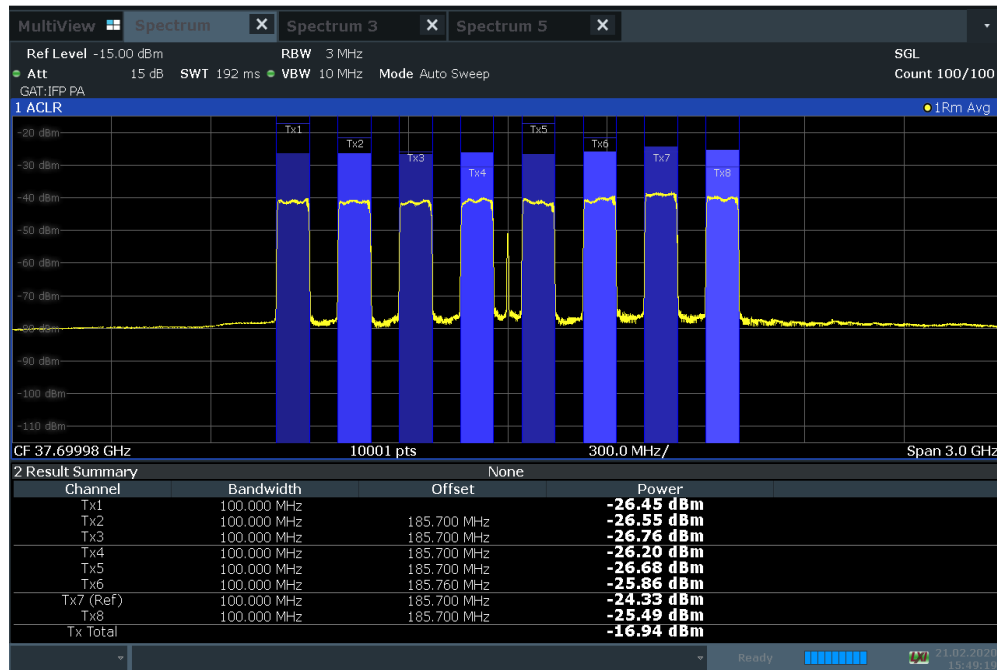 MultiView Spectrum X Spectrum 3 X Spectrum 5 X
Ref Level -15.00 dBm RBW 3 MHz SGL
Att 15 dB SWT 192 ms VBW 10 MHz Mode Auto Sweep Count 100/100
GAT:IFP PA
1 ACLR 1Rm Avg
-20 dBm
Tx1 Tx5
Tx2 Tx6
Tx3 Tx7
-30 dBm
Tx4 Tx8
-40 dBm
-50 dBm
-60 dBm
-70 dBm
-80 dBm
-90 dBm
-100 dBm
-110 dBm
CF 37.69998 GHz 10001 pts 300.0 MHz/ Span 3.0 GHz
2 Result Summary None
Channel Bandwidth Offset Power
Tx1 100.000 MHz -26.45 dBm
Tx2 100.000 MHz 185.700 MHz -26.55 dBm
Tx3 100.000 MHz 185.700 MHz -26.76 dBm
Tx4 100.000 MHz 185.700 MHz -26.20 dBm
Tx5 100.000 MHz 185.700 MHz -26.68 dBm
Tx6 100.000 MHz 185.760 MHz -25.86 dBm
Tx7 (Ref) 100.000 MHz 185.700 MHz -24.33 dBm
Tx8 100.000 MHz 185.700 MHz -25.49 dBm
Tx Total -16.94 dBm
Ready LXI 21.02.2020
15:49:19